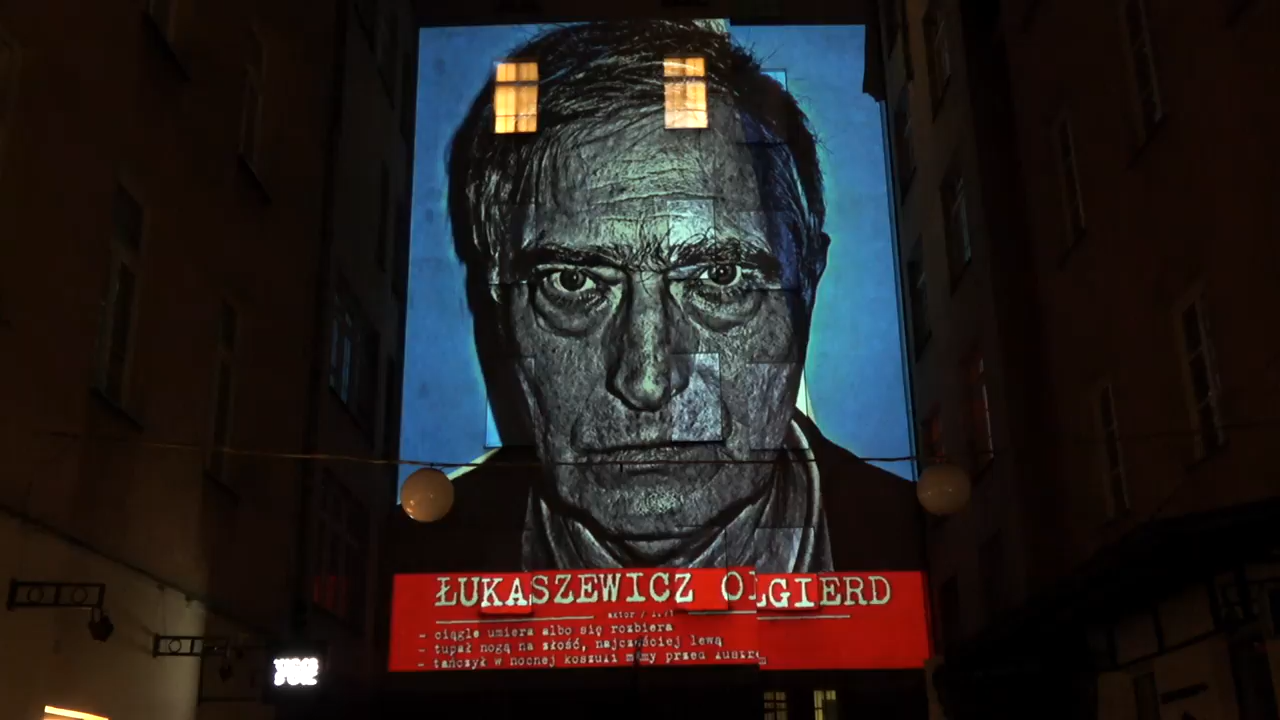 ŁUKASZEWICZ OLGIERD
aktor /
- ciągle umiera albo się rozbiera
- tupał nogą na złość, najczęściej lewą
- tańczył w nocnej koszuli mamy przed lustrem